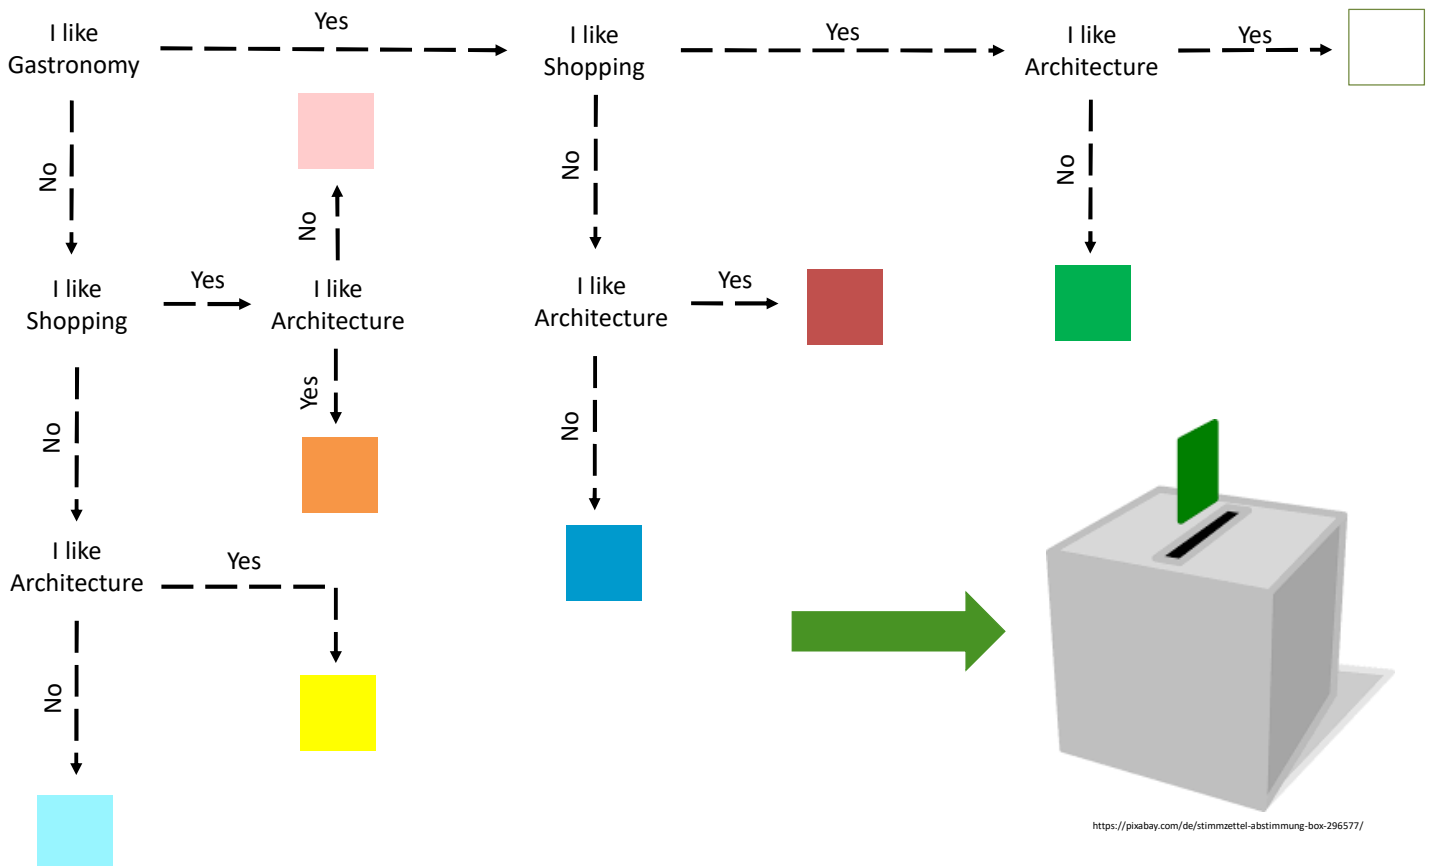 Yes
I like
Gastronomy
I like
Shopping
Yes
I like
Architecture
Yes
No
No
No
No
I like
Shopping
Yes
I like
Architecture
I like
Architecture
Yes
Yes
No
No
I like
Architecture
Yes
No
https://pixabay.com/de/stimmzettel-abstimmung-box-296577/